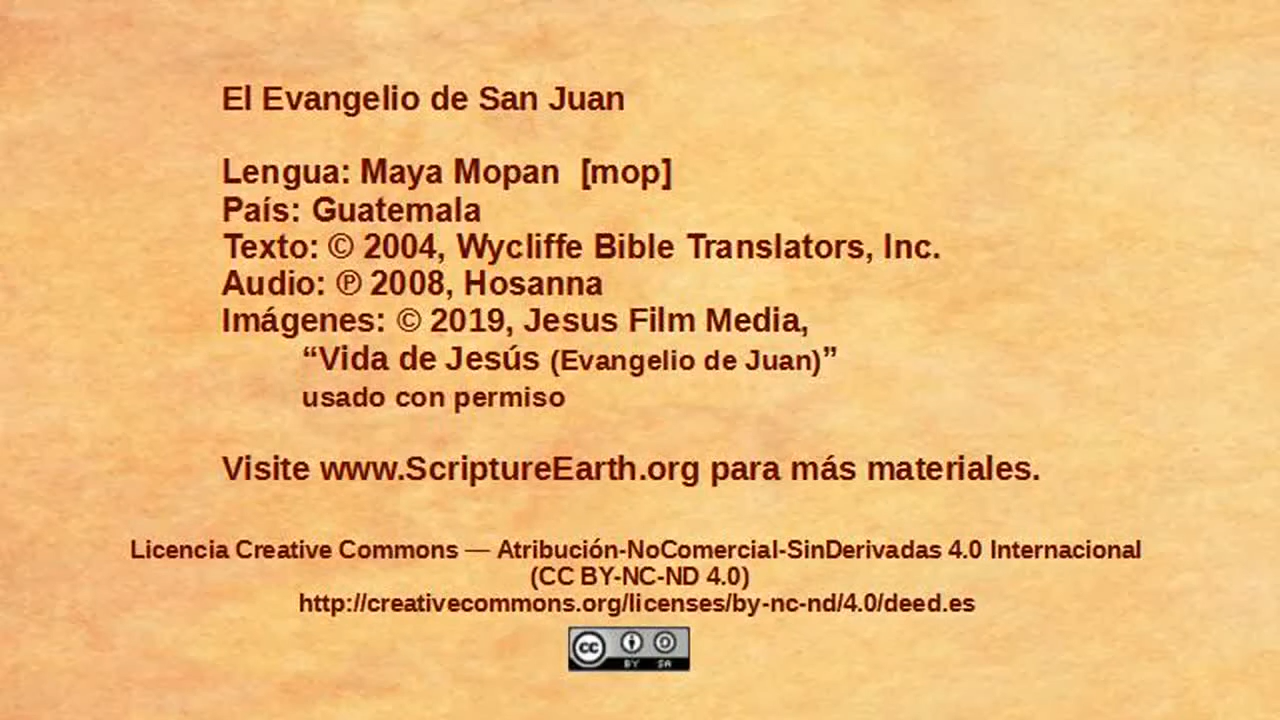 El Evangelio de San Juan
Lengua: Maya Mopan [mop]
País: Guatemala
Texto: © 2004, Wycliffe Bible Translators, Inc.
Audio: ℗ 2008, Hosanna
Imágenes: © 2019, Jesus Film Media,
“Vida de Jesús (Evangelio de Juan)”
usado con permiso
Visite www.ScriptureEarth.org para más materiales.
Licencia Creative Commons — Atribución-NoComercial-SinDerivadas 4.0 Internacional
(CC BY-NC-ND 4.0)
http://creativecommons.org/licenses/by-nc-nd/4.0/deed.es
cc
BY SA